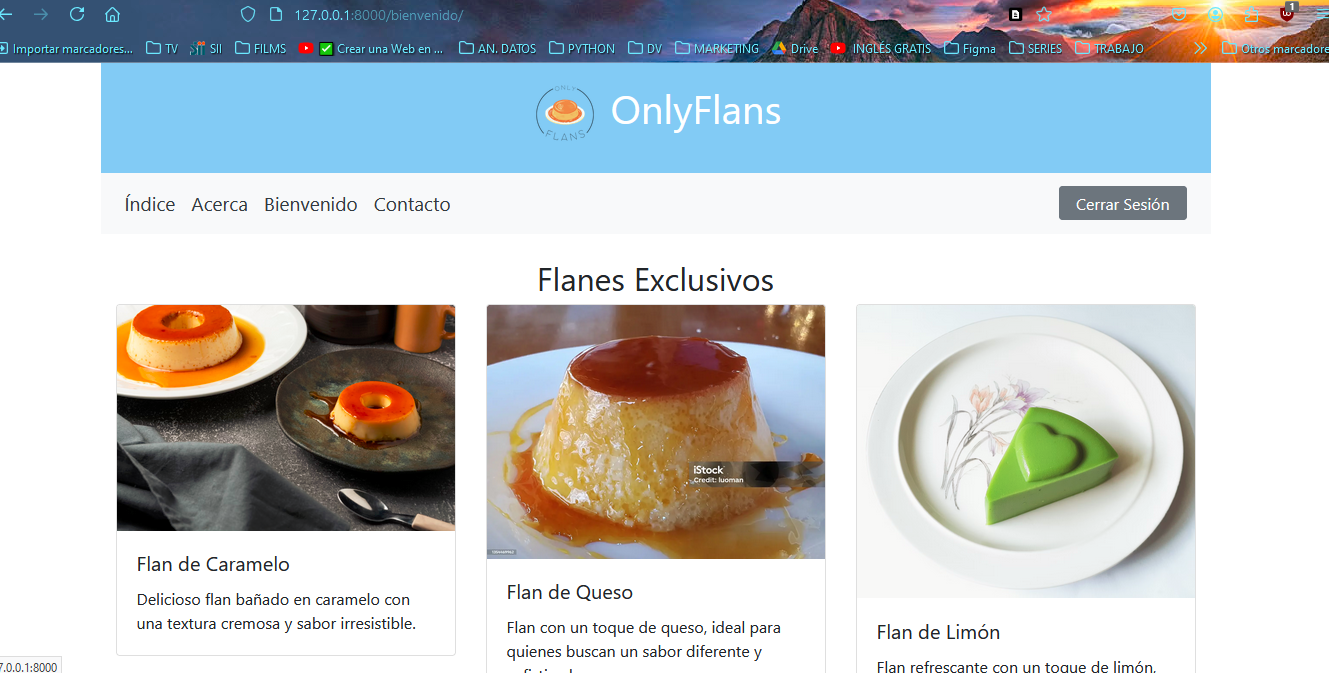 127.0.0.1:8000/bienvenido/
Importar marcadores... TV SII FILMS Crear una Web en ... AN. DATOS PYTHON DV MARKETING Drive INGLÉS GRATIS Figma SERIES TRABAJO Otros marcadore
1
ONLY
FLANS
OnlyFlans
Índice Acerca Bienvenido Contacto Cerrar Sesión
Flanes Exclusivos
iStock
Credit: luoman
Flan de Caramelo
Delicioso flan bañado en caramelo con
una textura cremosa y sabor irresistible.
Flan de Queso
Flan con un toque de queso, ideal para
quienes buscan un sabor diferente y
Flan de Limón
Flan refrescante con un toque de limón,
7.0.0.1:8000